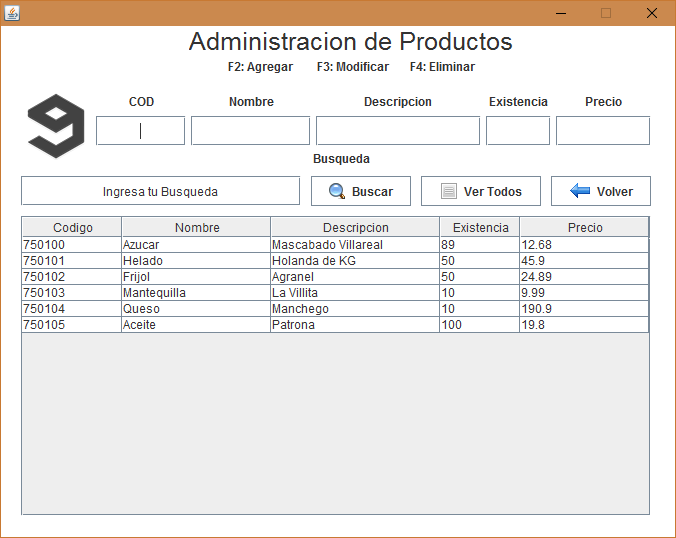 Administracion de Productos
F2: Agregar F3: Modificar F4: Eliminar
COD Nombre Descripcion Existencia Precio
Busqueda
Ingresa tu Busqueda Buscar Ver Todos Volver
Codigo Nombre Descripcion Existencia Precio
750100 Azucar Mascabado Villareal 89 12.68
750101 Helado Holanda de KG 50 45.9
750102 Frijol Agranel 50 24.89
750103 Mantequilla La Villita 10 9.99
750104 Queso Manchego 10 190.9
750105 Aceite Patrona 100 19.8